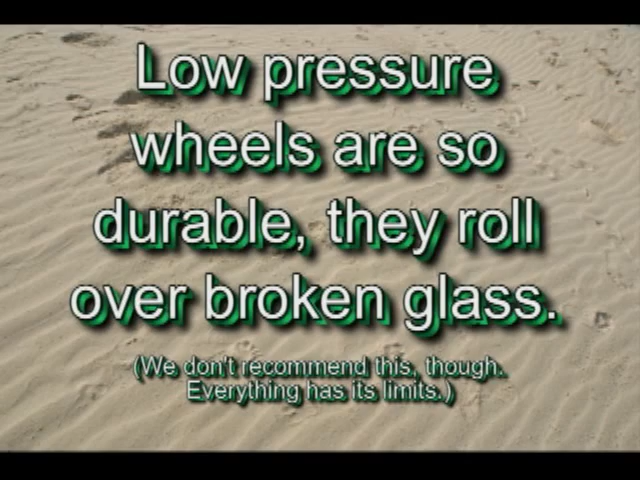 Low pressure
wheels are so
durable, they roll
over broken glass.
(We don't recommend this, though.
Everything has its limits.)